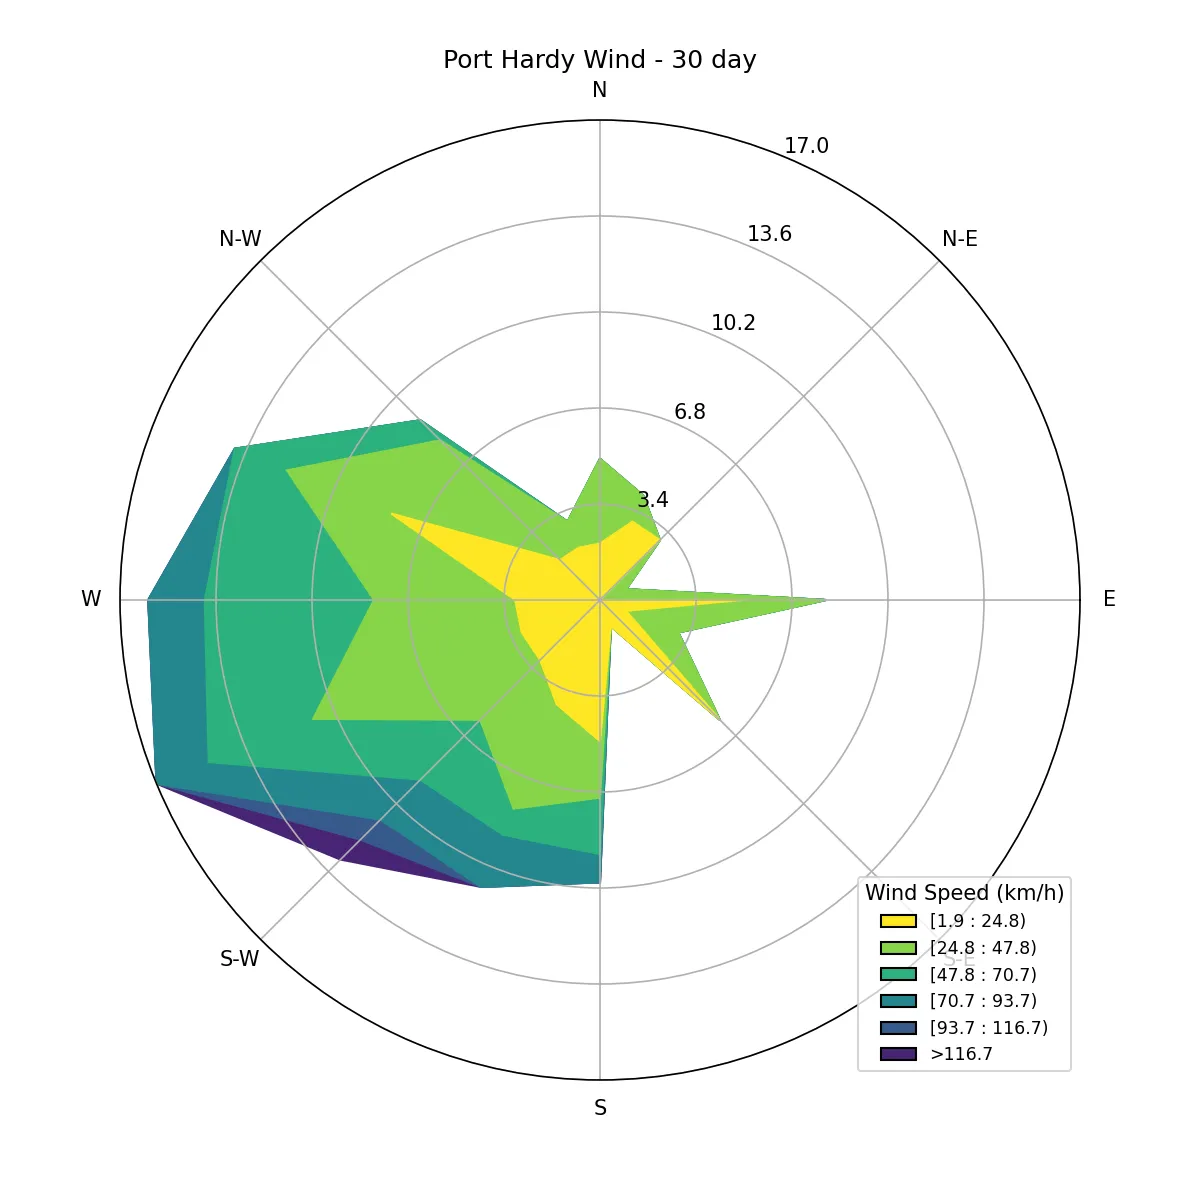 Port Hardy Wind - 30 day
N
17.0
13.6
N-W
N-E
10.2
6.8
3.4
W
E
Wind Speed (km/h)
[1.9 : 24.8)
[24.8 : 47.8)
S-W
S-E
[47.8 : 70.7)
[70.7 : 93.7)
[93.7 : 116.7)
>116.7
S